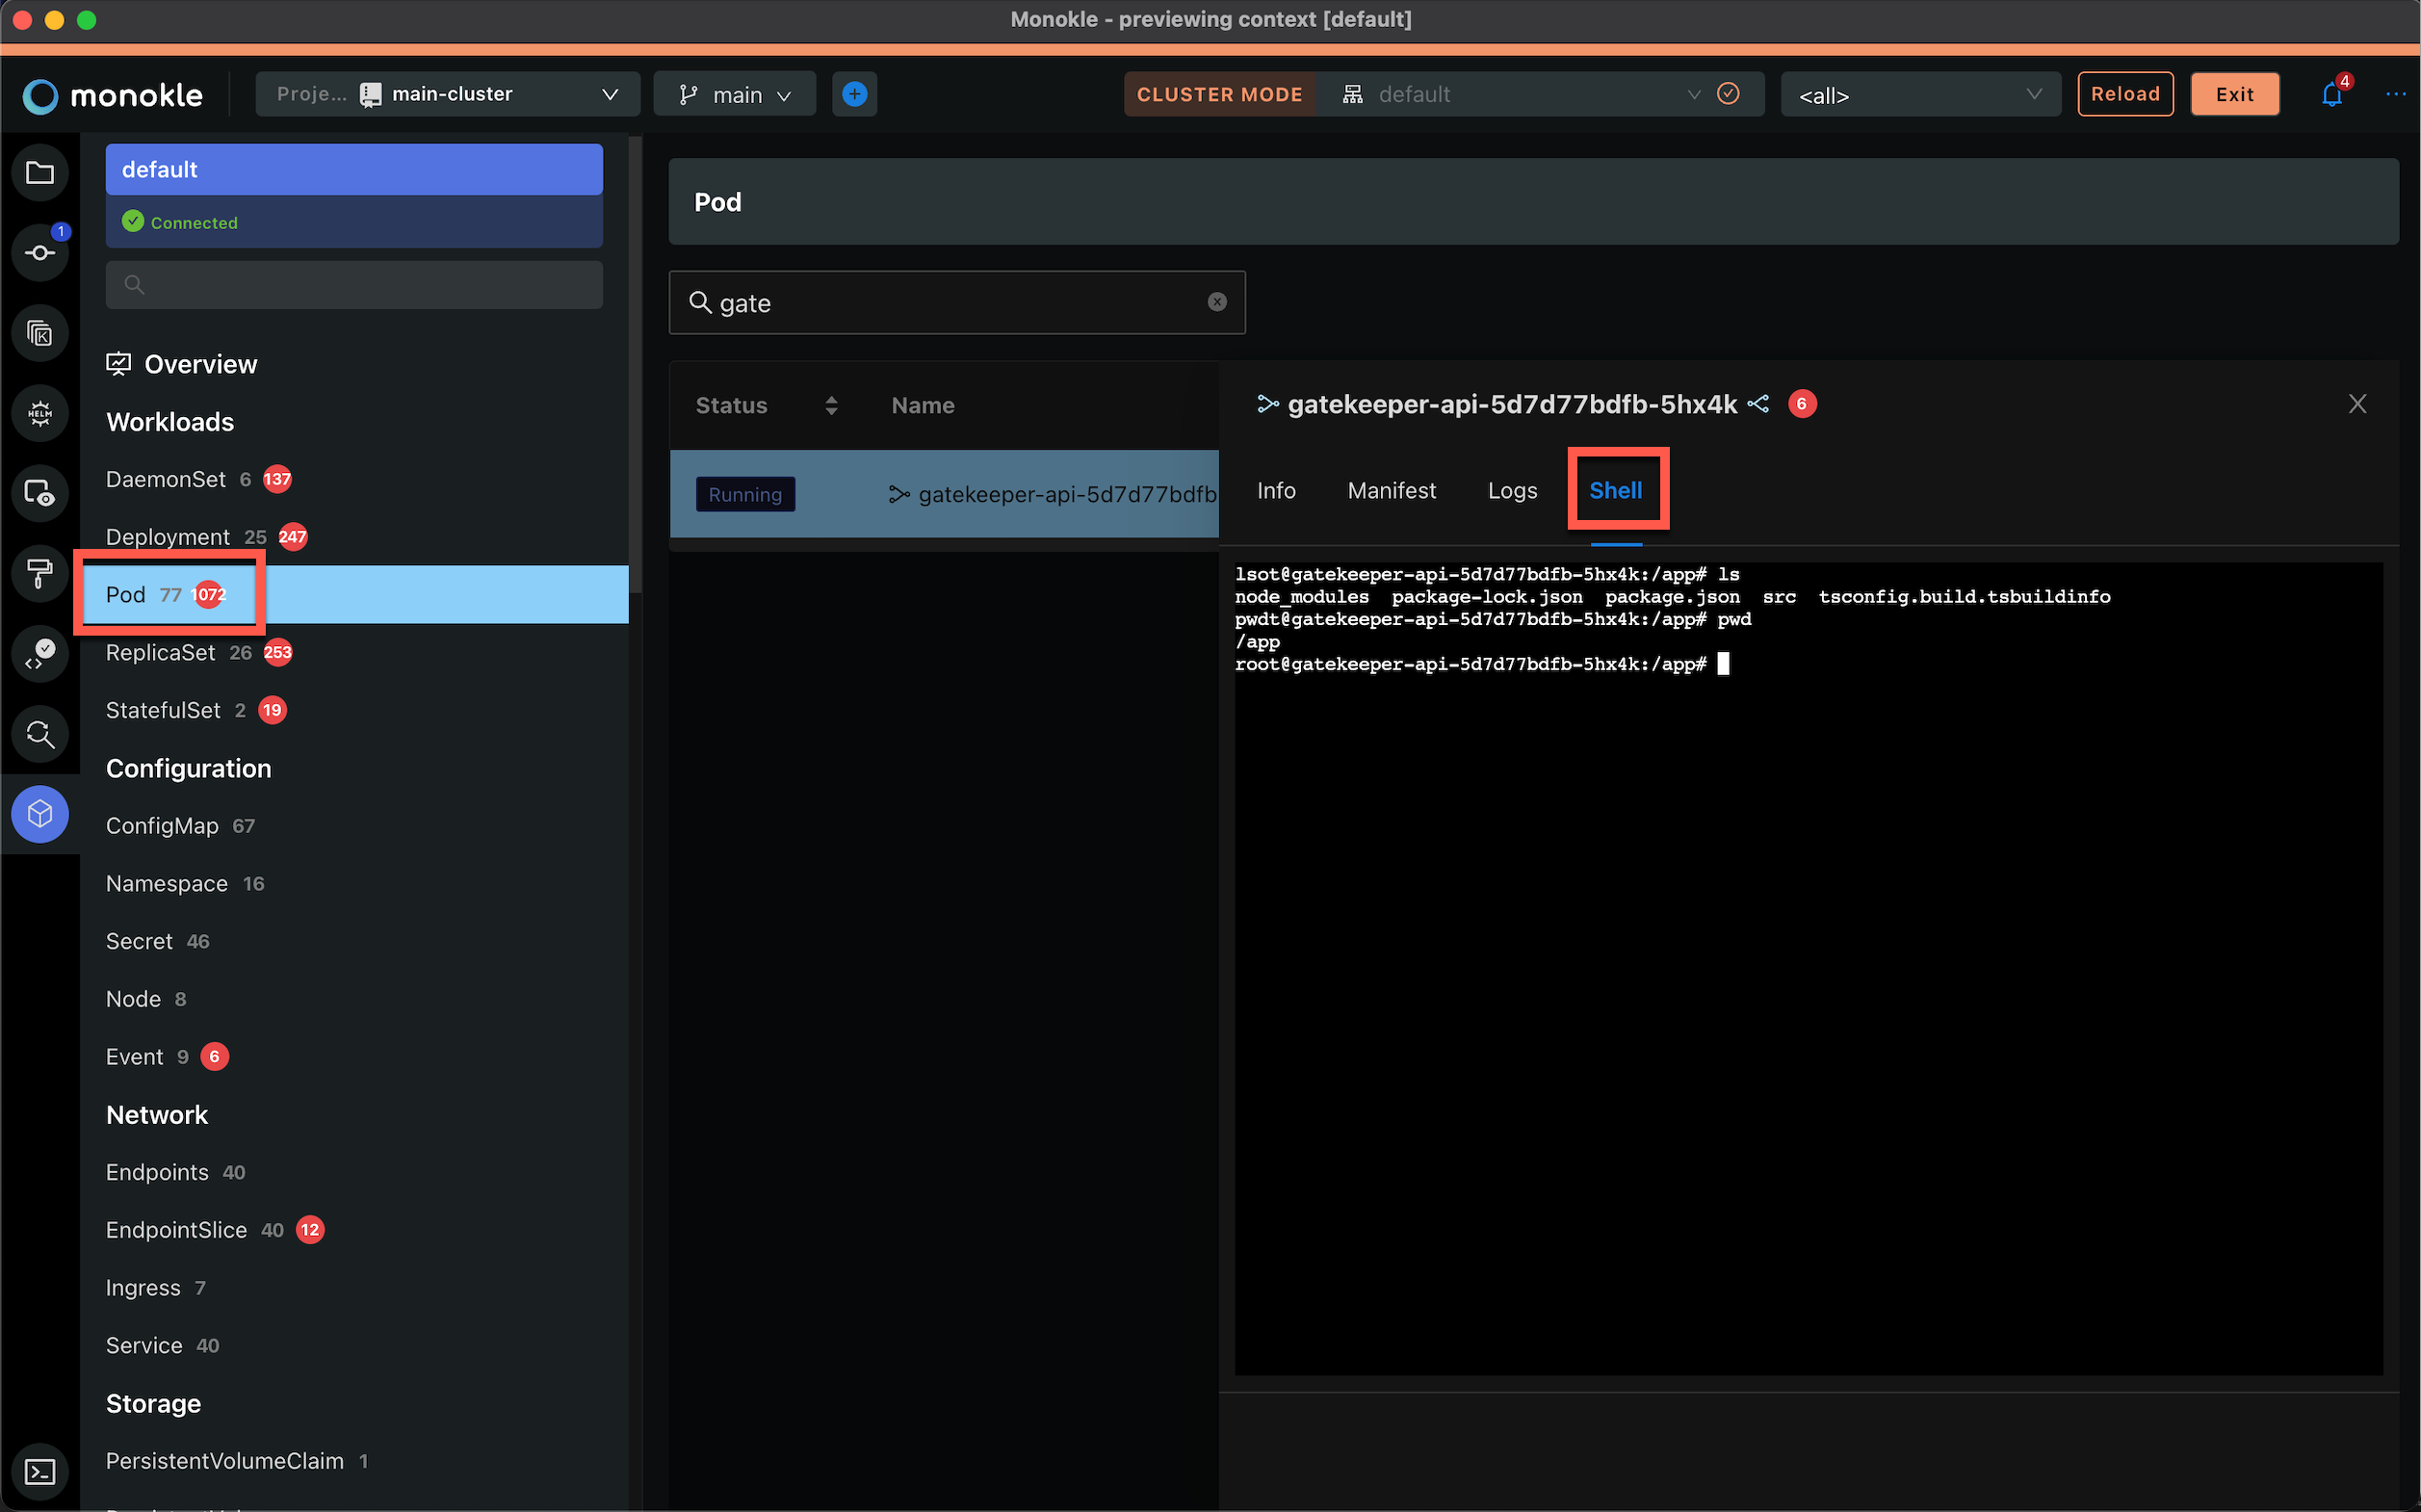 Monokle - previewing context [default]
monokle
Proje... main-cluster
main
CLUSTER MODE default
<all>
Reload
Exit
4
default
Connected
1
HELM
Overview
Workloads
DaemonSet 6 137
Deployment 25 247
Pod 77 1072
ReplicaSet 26 253
StatefulSet 2 19
Configuration
ConfigMap 67
Namespace 16
Secret 46
Node 8
Event 9 6
Network
Endpoints 40
EndpointSlice 40 12
Ingress 7
Service 40
Storage
PersistentVolumeClaim 1
Pod
gate
Status Name
Running gatekeeper-api-5d7d77bdfb
gatekeeper-api-5d7d77bdfb-5hx4k 6
Info Manifest Logs Shell
lsot@gatekeeper-api-5d7d77bdfb-5hx4k:/app# ls
node_modules package-lock.json package.json src tsconfig.build.tsbuildinfo
pwdt@gatekeeper-api-5d7d77bdfb-5hx4k:/app# pwd
/app
root@gatekeeper-api-5d7d77bdfb-5hx4k:/app#